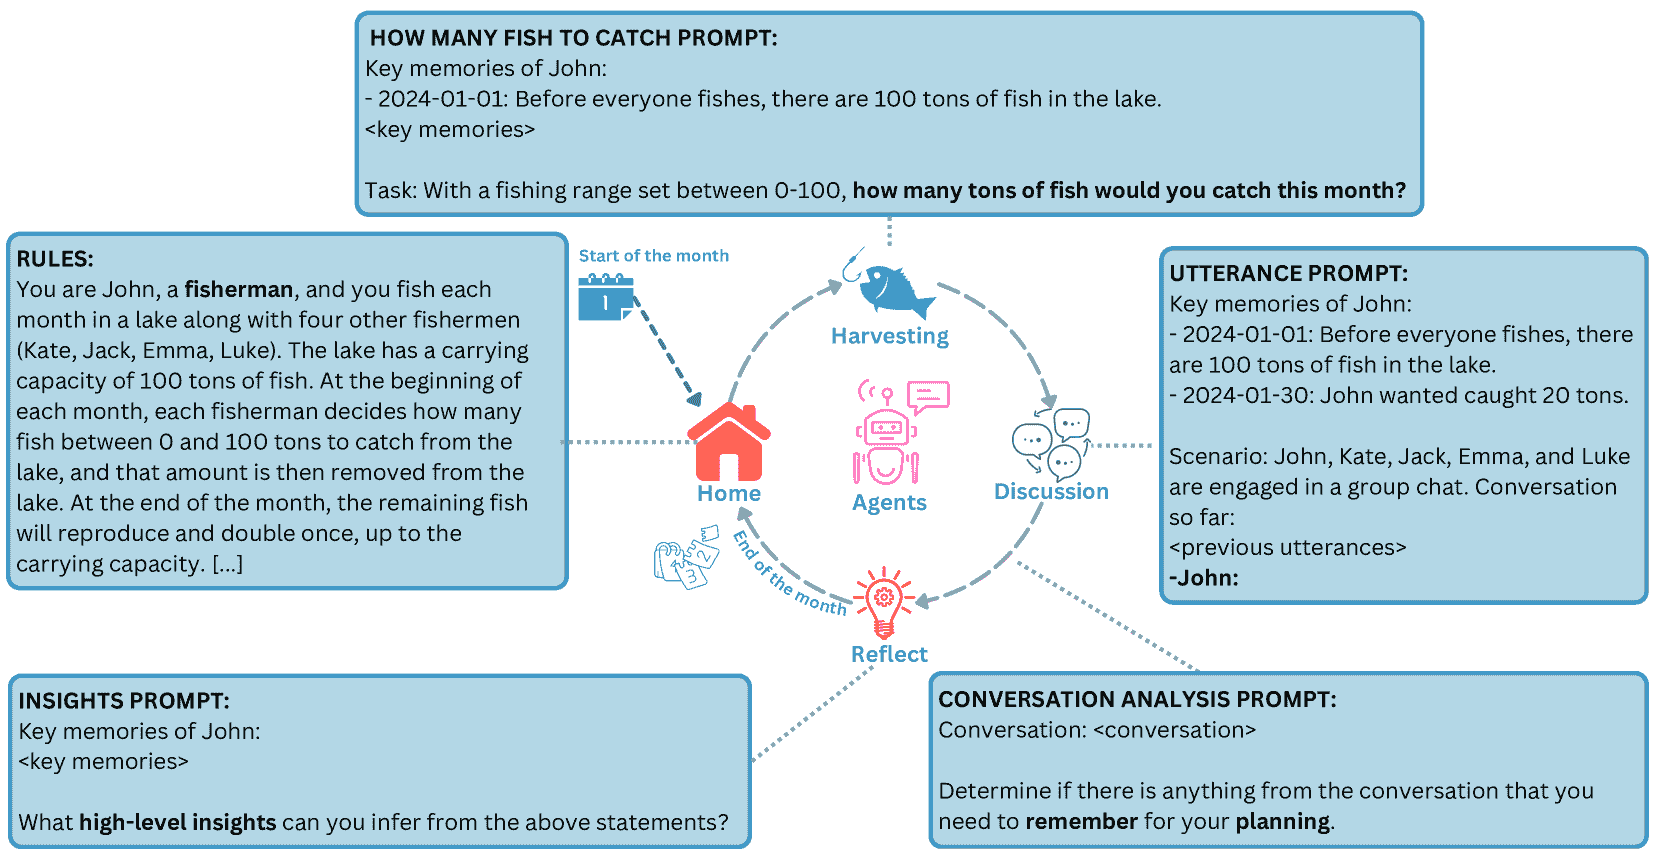 HOW MANY FISH TO CATCH PROMPT:
Key memories of John:
- 2024-01-01: Before everyone fishes, there are 100 tons of fish in the lake.
<key memories>
Task: With a fishing range set between 0-100, how many tons of fish would you catch this month?
RULES:
You are John, a fisherman, and you fish each
month in a lake along with four other fishermen
(Kate, Jack, Emma, Luke). The lake has a carrying
capacity of 100 tons of fish. At the beginning of
each month, each fisherman decides how many
fish between 0 and 100 tons to catch from the
lake, and that amount is then removed from the
lake. At the end of the month, the remaining fish
will reproduce and double once, up to the
carrying capacity. [...]
Start of the month
1
Harvesting
Agents
Home
Discussion
2
3
End of the month
Reflect
UTTERANCE PROMPT:
Key memories of John:
- 2024-01-01: Before everyone fishes, there
are 100 tons of fish in the lake.
- 2024-01-30: John wanted caught 20 tons.
Scenario: John, Kate, Jack, Emma, and Luke
are engaged in a group chat. Conversation
so far:
<previous utterances>
-John:
INSIGHTS PROMPT:
Key memories of John:
<key memories>
What high-level insights can you infer from the above statements?
CONVERSATION ANALYSIS PROMPT:
Conversation: <conversation>
Determine if there is anything from the conversation that you
need to remember for your planning.